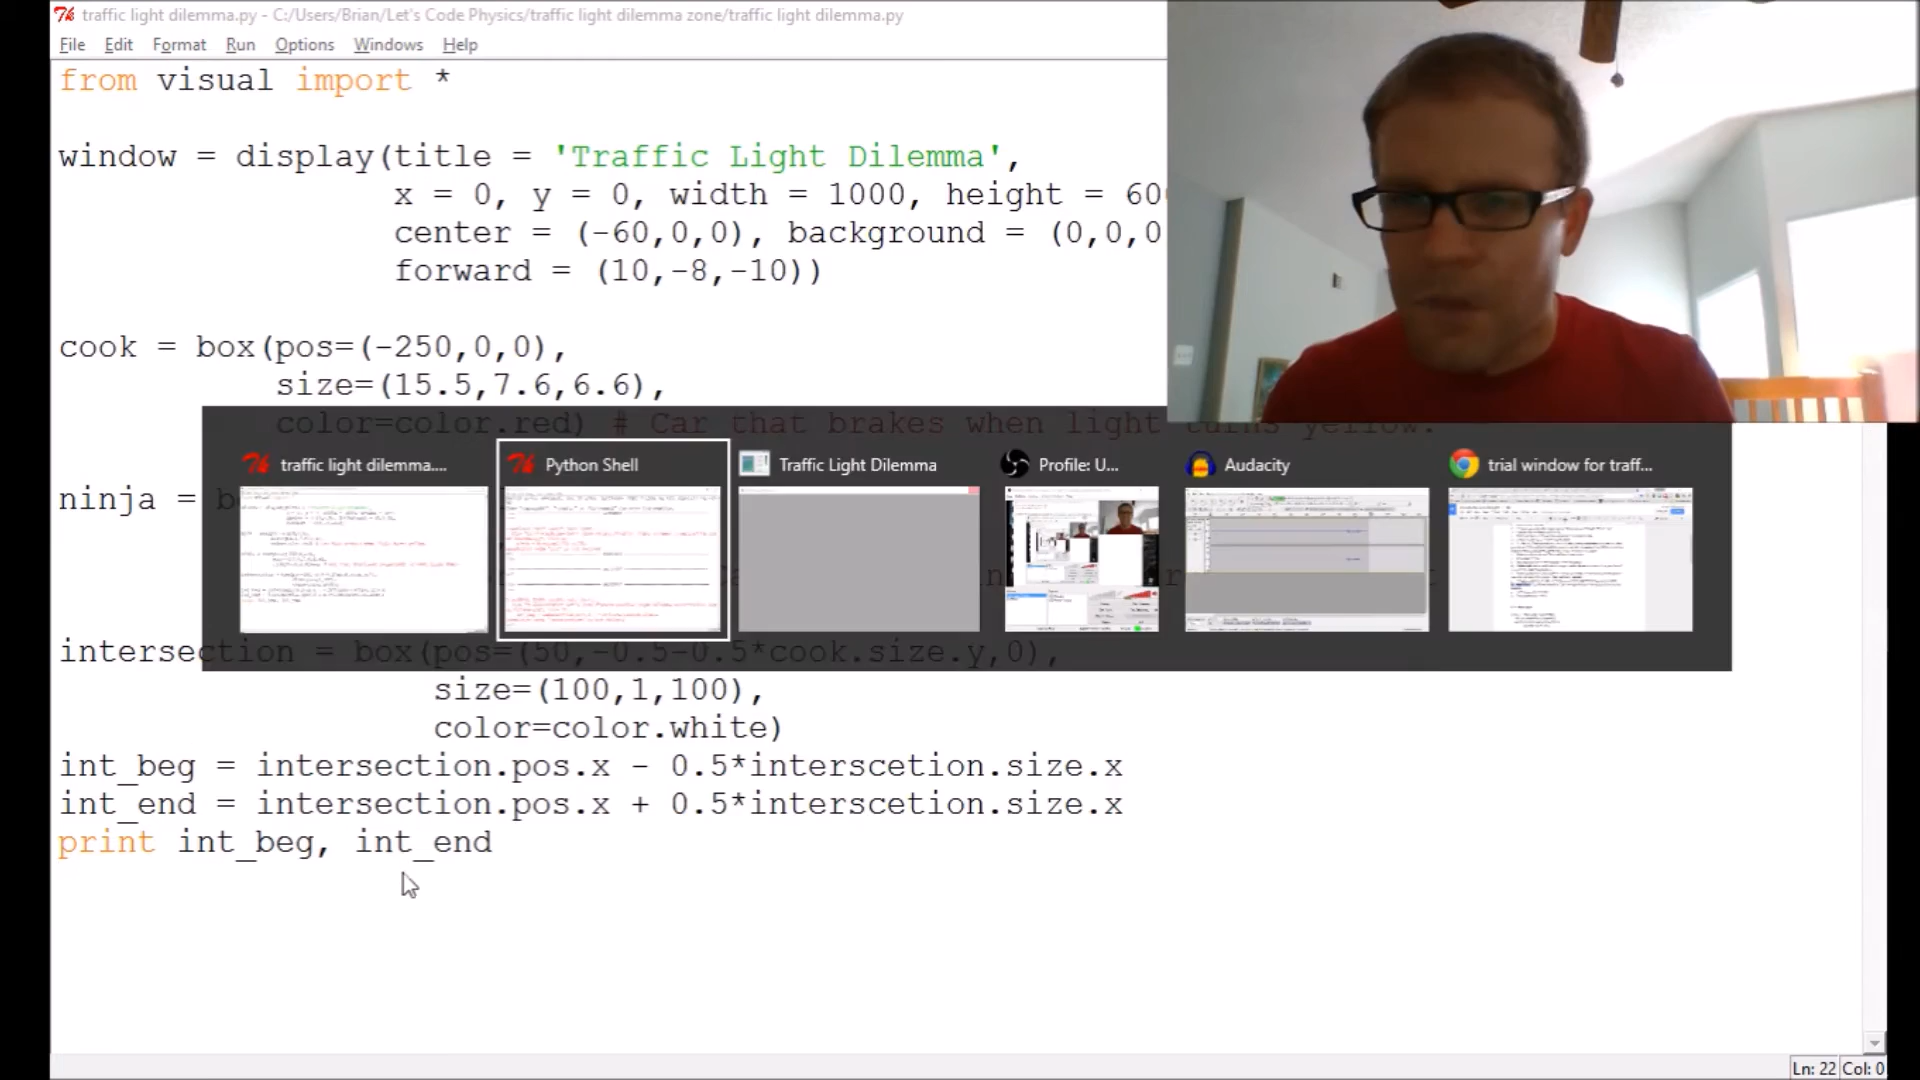 traffic light dilemma.py - C:/Users/Brian/Let's Code Physics/traffic light dilemma zone/traffic light dilemma.py
File Edit Format Run Options Windows Help
from visual import *
window = display(title = 'Traffic Light Dilemma',
x = 0, y = 0, width = 1000, height = 60
center = (-60,0,0), background = (0,0,0
forward = (10,-8,-10))
cook = box(pos=(-250,0,0),
size=(15.5,7.6,6.6),
color=color.red) # Car that brakes when light turns yellow.
traffic light dilemma.... Python Shell Traffic Light Dilemma Profile: U... Audacity trial window for traff...
ninja = b
intersection = box(pos=(50,-0.5-0.5*cook.size.y,0),
size=(100,1,100),
color=color.white)
int_beg = intersection.pos.x - 0.5*interscetion.size.x
int_end = intersection.pos.x + 0.5*interscetion.size.x
print int_beg, int_end
Ln: 22 Col: 0